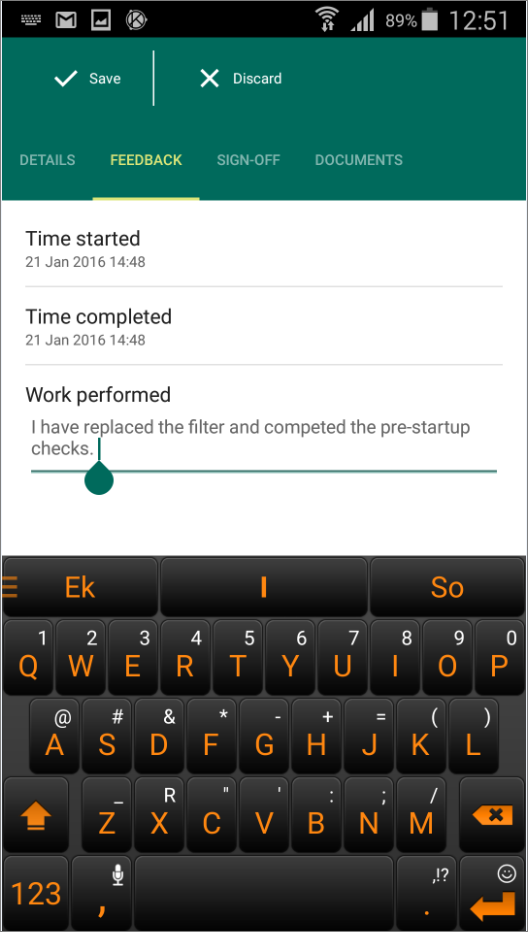 89% 12:51
Save Discard
DETAILS FEEDBACK SIGN-OFF DOCUMENTS
Time started
21 Jan 2016 14:48
Time completed
21 Jan 2016 14:48
Work performed
I have replaced the filter and competed the pre-startup
checks.
Ek I So
1 2 3 4 5 6 7 8 9 0
Q W E R T Y U I O P
@ # & * - + = ( )
A S D F G H J K L
_ R " ' : ; /
Z X C V B N M
123 , . ,!?